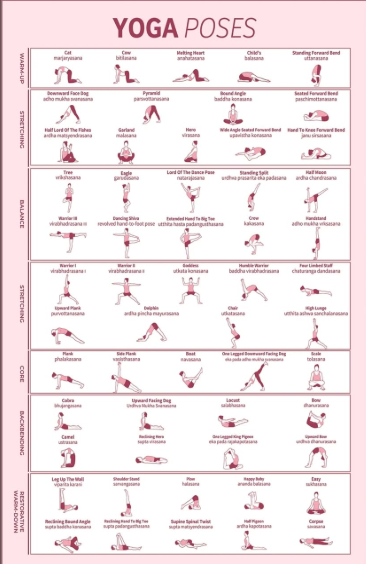 YOGA POSES
WARM-UP
Cat
marjaryasana
Cow
bitilasana
Melting Heart
anahatasana
Child's
balasana
Standing Forward Bend
uttanasana
STRETCHING
Downward Face Dog
adho mukha svanasana
Pyramid
parsvottanasana
Bound Angle
baddha konasana
Seated Forward Bend
paschimottanasana
Half Lord Of The Fishes
ardha matsyendrasana
Garland
malasana
Hero
virasana
Wide Angle Seated Forward Bend
upavistha konasana
Hand To Knee Forward Bend
janu sirsasana
BALANCE
Tree
vrikshasana
Eagle
garudasana
Lord Of The Dance Pose
natarajasana
Standing Split
urdhva prasarita eka padasana
Half Moon
ardha chandrasana
Warrior III
virabhadrasana iii
Dancing Shiva
revolved hand-to-foot pose
Extended Hand To Big Toe
utthita hasta padangusthasana
Crow
kakasana
Handstand
adho mukha vrksasana
STRETCHING
Warrior I
virabhadrasana i
Warrior II
virabhadrasana ii
Goddess
utkata konasana
Humble Warrior
baddha virabhadrasana
Four Limbed Staff
chaturanga dandasana
Upward Plank
purvottanasana
Dolphin
ardha pincha mayurasana
Chair
utkatasana
High Lunge
utthita ashwa sanchalanasana
CORE
Plank
phalakasana
Side Plank
vasisthasana
Boat
navasana
One Legged Downward Facing Dog
eka pada adho mukha svanasana
Scale
tolasana
BACKBENDING
Cobra
bhujangasana
Upward Facing Dog
Urdhva Mukha Svanasana
Locust
salabhasana
Bow
dhanurasana
Camel
ustrasana
Reclining Hero
supta virasana
One Legged King Pigeon
eka pada rajakapotasana
Upward Bow
urdhva dhanurasana
RESTORATIVE
WARM-DOWN
Leg Up The Wall
viparita karani
Shoulder Stand
sarvangasana
Plow
halasana
Happy Baby
ananda balasana
Easy
sukhasana
Reclining Bound Angle
supta baddha konasana
Reclining Hand To Big Toe
supta padangusthasana
Supine Spinal Twist
supta matsyendrasana
Half Pigeon
ardha kapotasana
Corpse
savasana